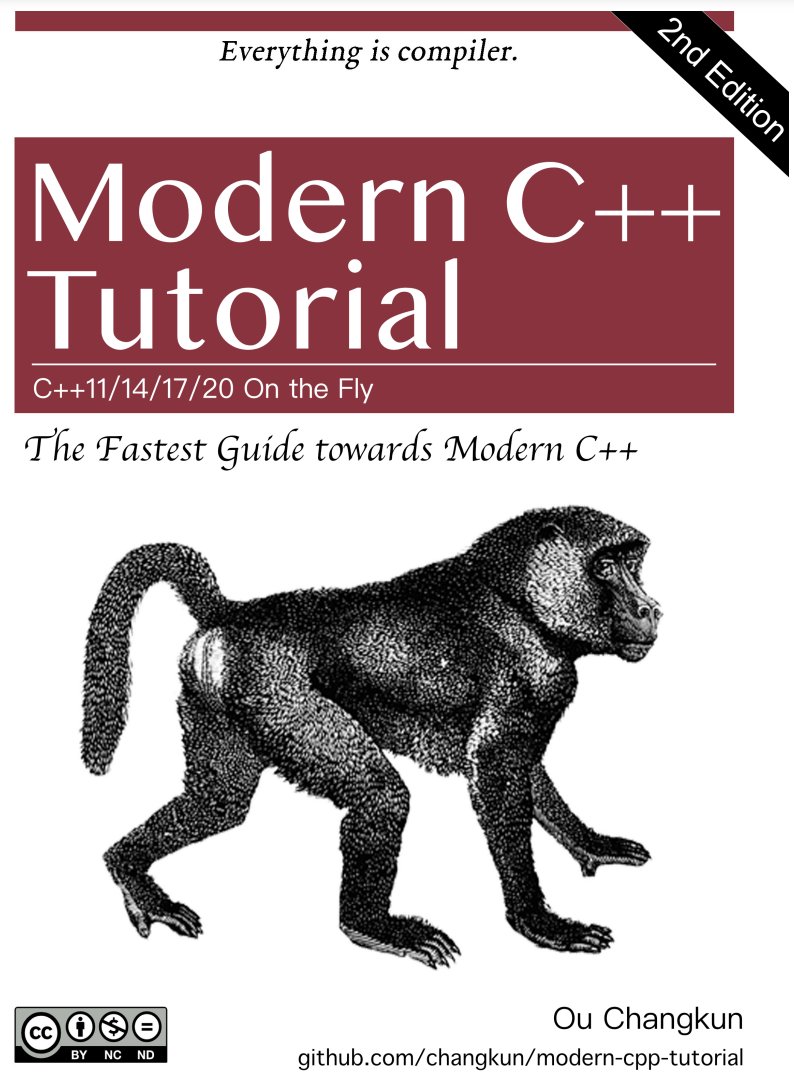 Everything is compiler.
2nd Edition
Modern C++
Tutorial
C++11/14/17/20 On the Fly
The Fastest Guide towards Modern C++
cc
BY NC ND
Ou Changkun
github.com/changkun/modern-cpp-tutorial